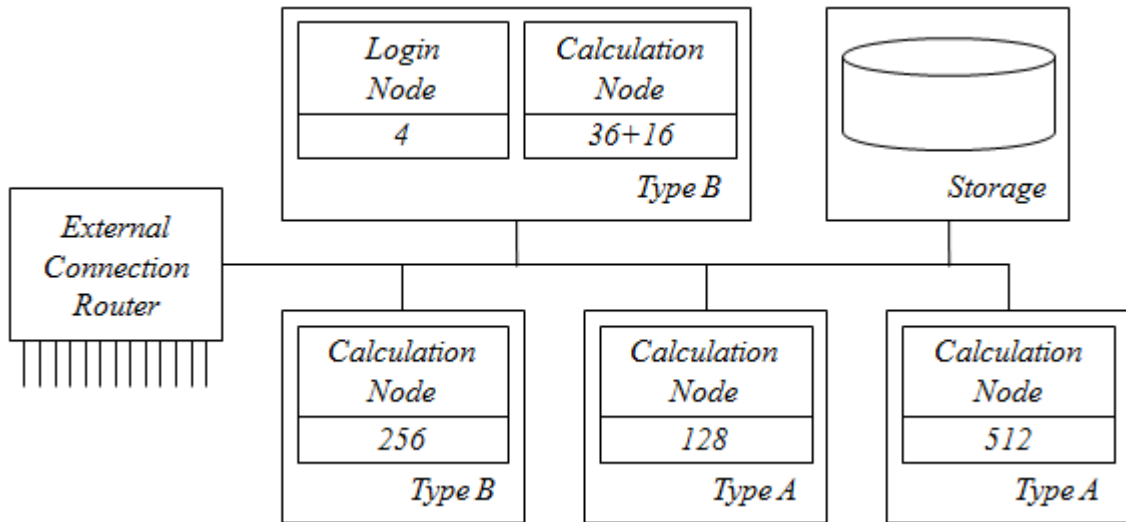 Login
Node
4
Calculation
Node
36+16
Type B
Storage
External
Connection
Router
Calculation
Node
256
Type B
Calculation
Node
128
Type A
Calculation
Node
512
Type A